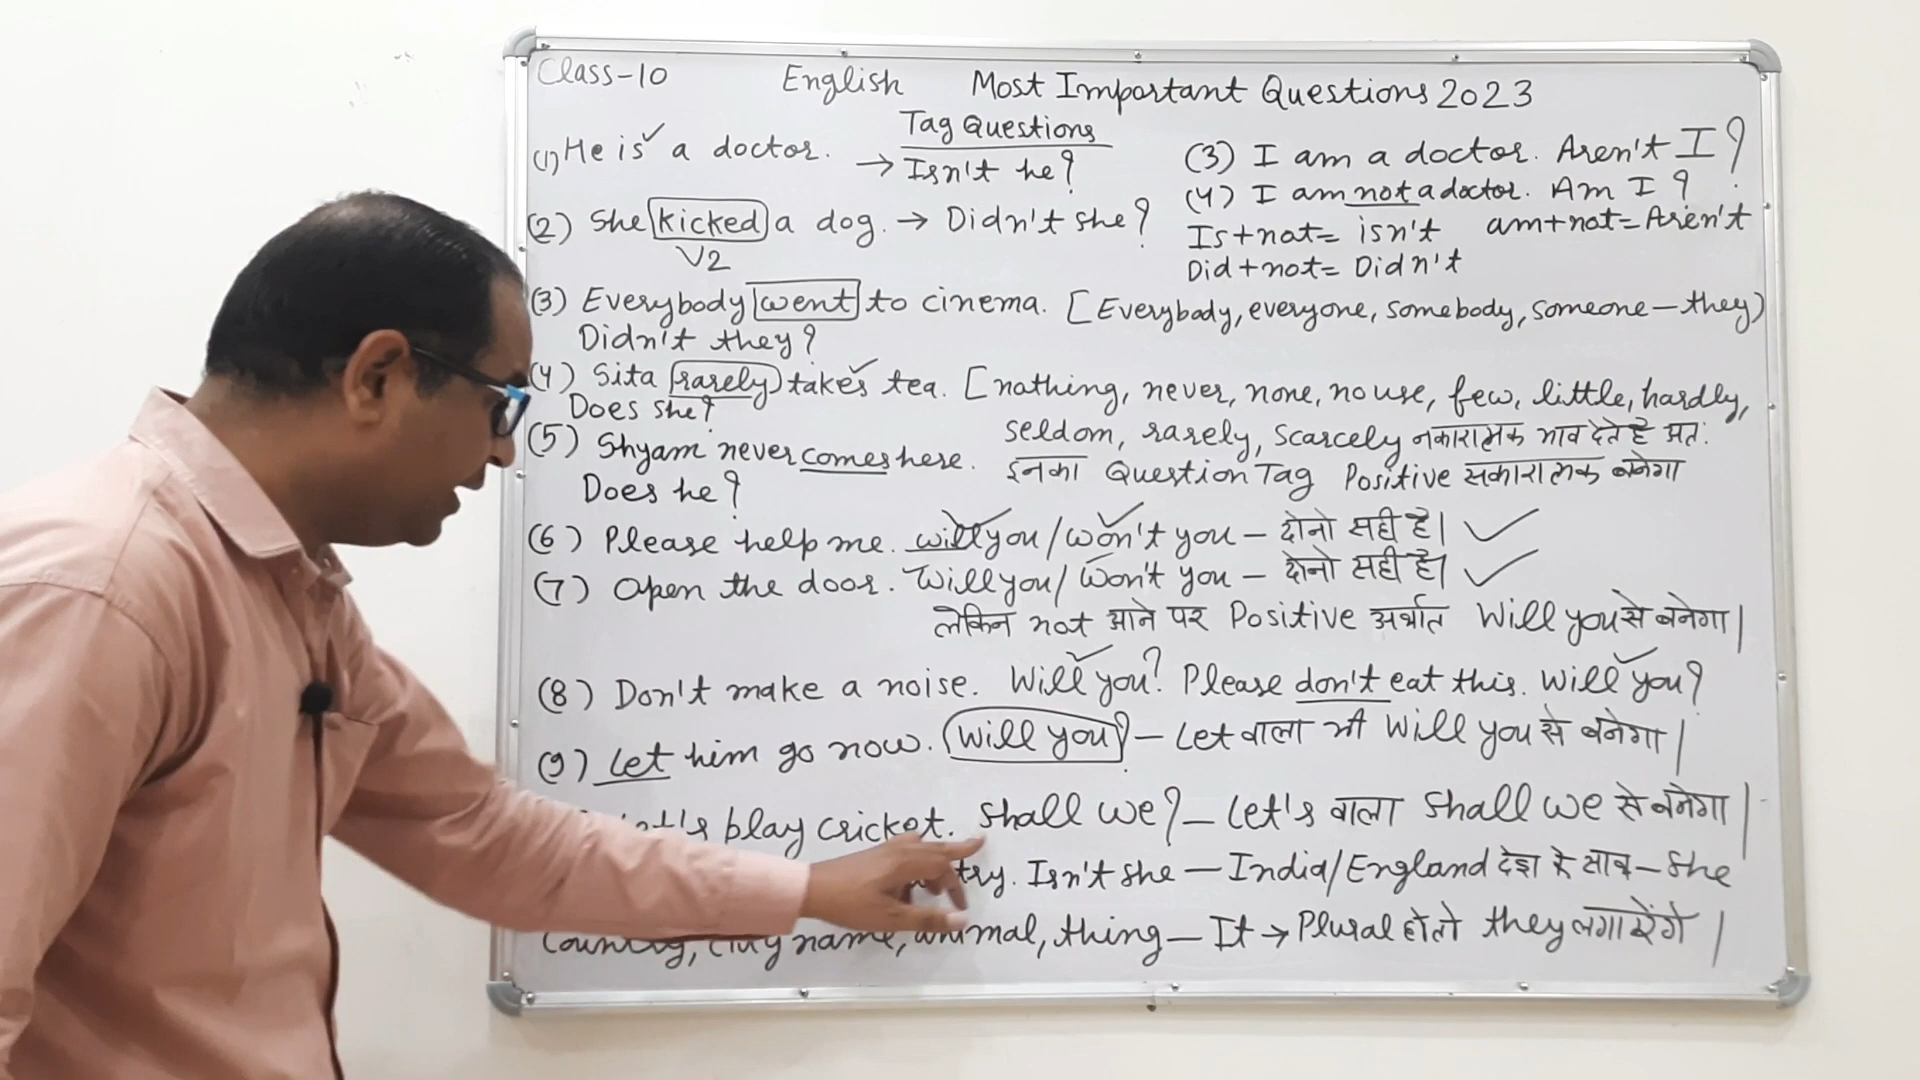 Class-10 English Most Important Questions 2023
Tag Questions
(1) He is a doctor. → Isn't he?
(3) I am a doctor. Aren't I?
(4) I am not a doctor. Am I?
(2) She kicked a dog. → Didn't she?
V2
Is+not= isn't am+not= Aren't
Did+not= Didn't
(3) Everybody went to cinema. [Everybody, everyone, somebody, someone—they)
Didn't they?
(4) Sita rarely takes tea. [nothing, never, none, no use, few, little, hardly,
Does she?
seldom, rarely, scarcely नकारात्मक भाव देते है अत:
(5) Shyam never comes here.
इनका Question Tag Positive सकारात्मक बनेगा
Does he?
(6) Please help me. will you/won't you – दोनो सही है।
(7) Open the door. Will you/ Won't you – दोनो सही है।
लेकिन not आने पर Positive अर्थात Will you से बनेगा।
(8) Don't make a noise. Will you? Please don't eat this. Will you?
(9) Let him go now. Will you? – Let वाला भी Will you से बनेगा।
play cricket. Shall we? – Let's वाला Shall we से बनेगा।
Isn't she – India/England देश के साथ – She
Country, City name, animal, thing – It → Plural हो तो they लगा देंगे।